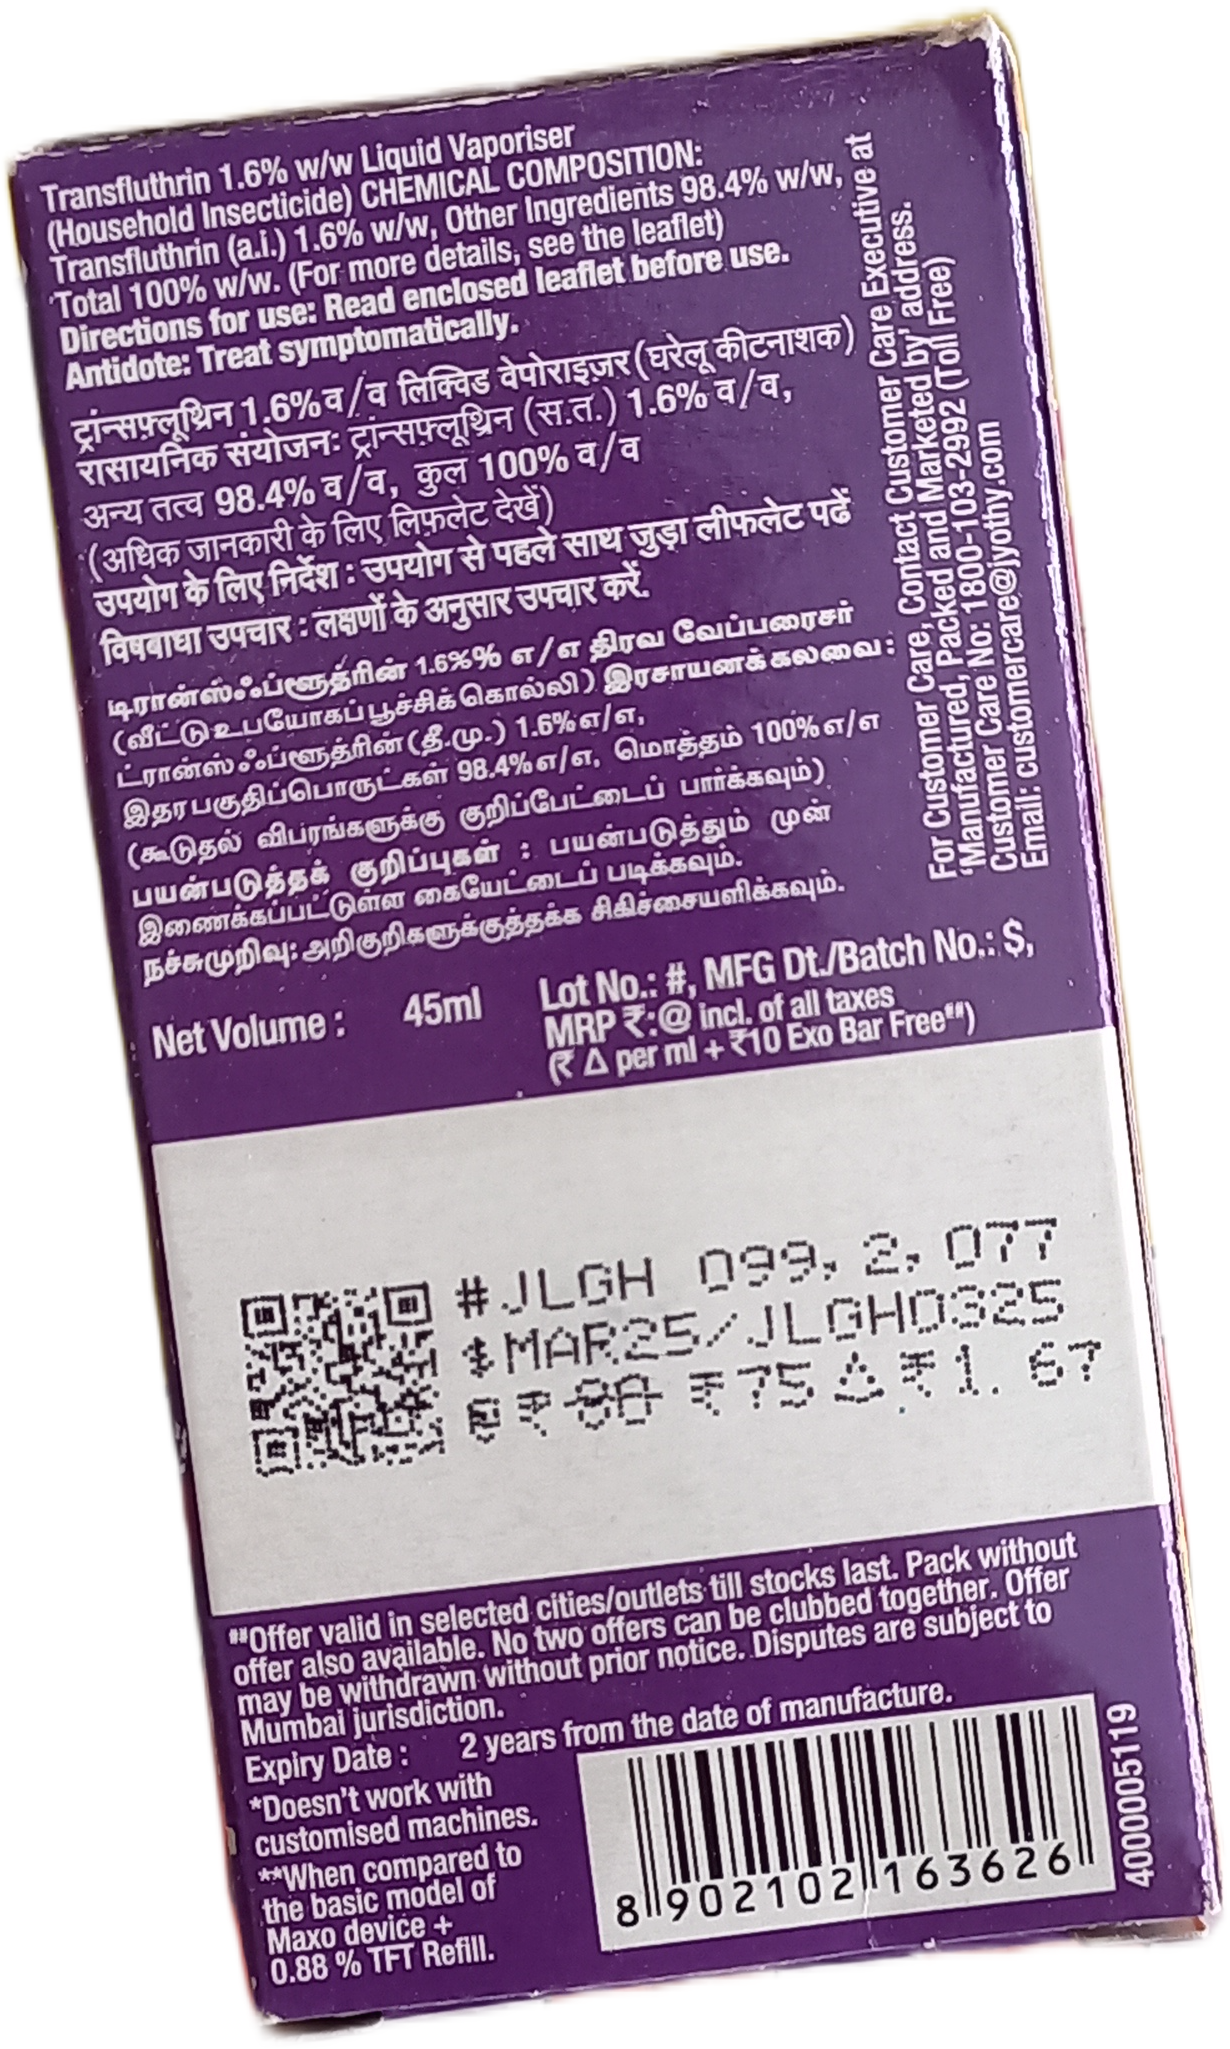 Transfluthrin 1.6% w/w Liquid Vaporiser
(Household Insecticide) CHEMICAL COMPOSITION:
Transfluthrin (a.i.) 1.6% w/w, Other Ingredients 98.4% w/w,
Total 100% w/w. (For more details, see the leaflet)
Directions for use: Read enclosed leaflet before use.
Antidote: Treat symptomatically.
ट्रांन्सफ़्लूथ्रिन 1.6% व/व लिक्विड वेपोराइज़र (घरेलू कीटनाशक)
रासायनिक संयोजनः ट्रांन्सफ़्लूथ्रिन (स.त.) 1.6% व/व,
अन्य तत्व 98.4% व/व, कुल 100% व/व
(अधिक जानकारी के लिए लिफलेट देखें)
उपयोग के लिए निर्देश : उपयोग से पहले साथ जुड़ा लीफलेट पढें
विषबाधा उपचार : लक्षणों के अनुसार उपचार करें.
டிரான்ஸ்ஃப்ளூத்ரின் 1.6%% எ/எ திரவ வேப்பரைசர்
(வீட்டு உபயோகப் பூச்சிக் கொல்லி) இரசாயனக் கலவை :
ட்ரான்ஸ்ஃப்ளூத்ரின் (தீ.மு.) 1.6% எ/எ,
இதர பகுதிப்பொருட்கள் 98.4% எ/எ, மொத்தம் 100% எ/எ
(கூடுதல் விபரங்களுக்கு குறிப்பேட்டைப் பார்க்கவும்)
பயன்படுத்தக் குறிப்புகள் : பயன்படுத்தும் முன்
இணைக்கப்பட்டுள்ள கையேட்டைப் படிக்கவும்.
நச்சுமுறிவு: அறிகுறிகளுக்குத்தக்க சிகிச்சையளிக்கவும்.
For Customer Care, Contact Customer Care Executive at
'Manufactured, Packed and Marketed by' address.
Customer Care No: 1800-103-2992 (Toll Free)
Email: customercare@jyothy.com
Net Volume : 45ml
Lot No.: #, MFG Dt./Batch No.: $,
MRP ₹:@ incl. of all taxes
(₹ Δ per ml + ₹10 Exo Bar Free##)
#JLGH 099, 2, 077
$MAR25/JLGH0325
@ ₹ 80 ₹75 Δ ₹1. 67
##Offer valid in selected cities/outlets till stocks last. Pack without
offer also available. No two offers can be clubbed together. Offer
may be withdrawn without prior notice. Disputes are subject to
Mumbai jurisdiction.
Expiry Date : 2 years from the date of manufacture.
*Doesn't work with
customised machines.
**When compared to
the basic model of
Maxo device +
0.88 % TFT Refill.
8 902102 163626
4000005119